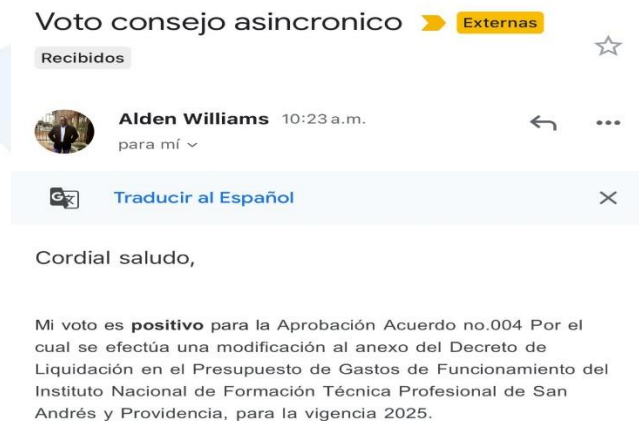 Voto consejo asincronico Externas
Recibidos
Alden Williams 10:23 a.m.
para mí
Traducir al Español
Cordial saludo,
Mi voto es positivo para la Aprobación Acuerdo no.004 Por el
cual se efectúa una modificación al anexo del Decreto de
Liquidación en el Presupuesto de Gastos de Funcionamiento del
Instituto Nacional de Formación Técnica Profesional de San
Andrés y Providencia, para la vigencia 2025.